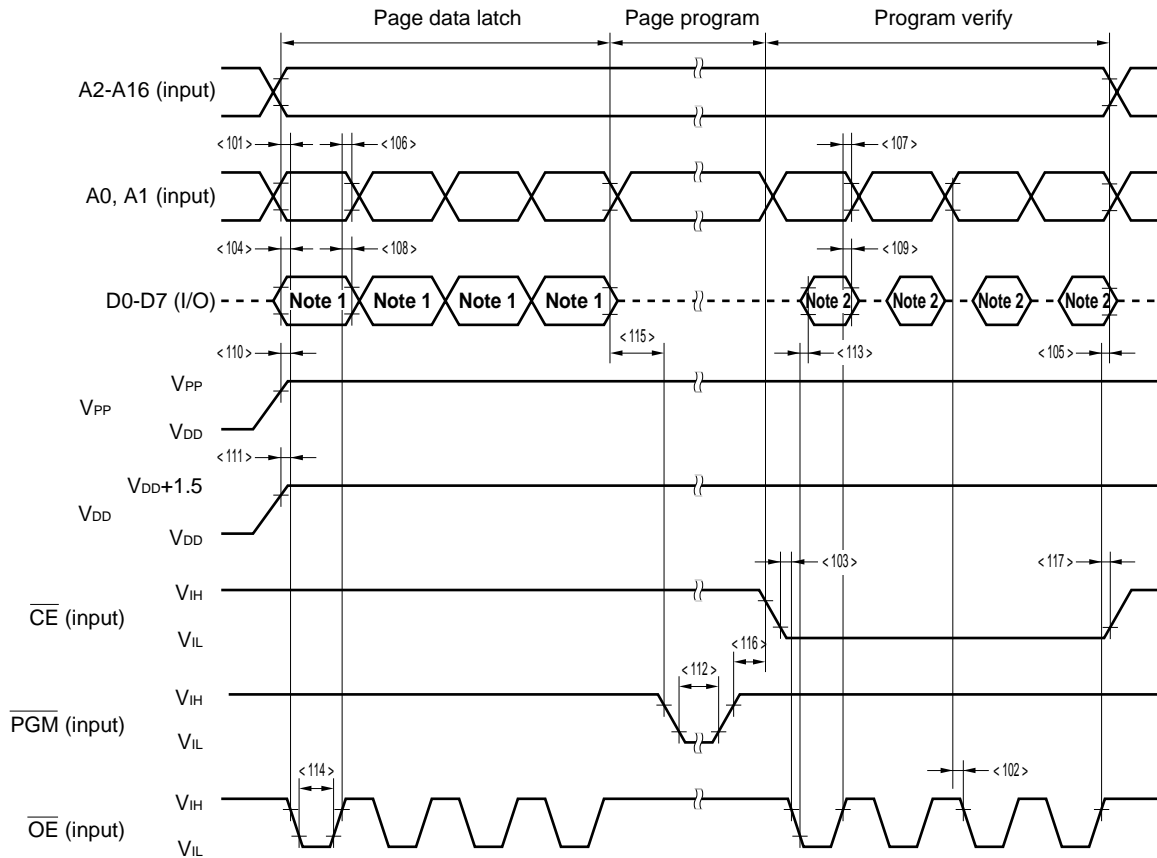 Page data latch Page program Program verify
A2-A16 (input)
<101> <106> <107>
A0, A1 (input)
<104> <108> <109>
D0-D7 (I/O) Note 1 Note 1 Note 1 Note 1 Note 2 Note 2 Note 2 Note 2
<115>
<110> <113> <105>
VPP
VPP
VDD
<111>
VDD+1.5
VDD
VDD
<103> <117>
VIH
CE (input)
VIL
<116>
<112>
VIH
PGM (input)
VIL
<114> <102>
VIH
OE (input)
VIL